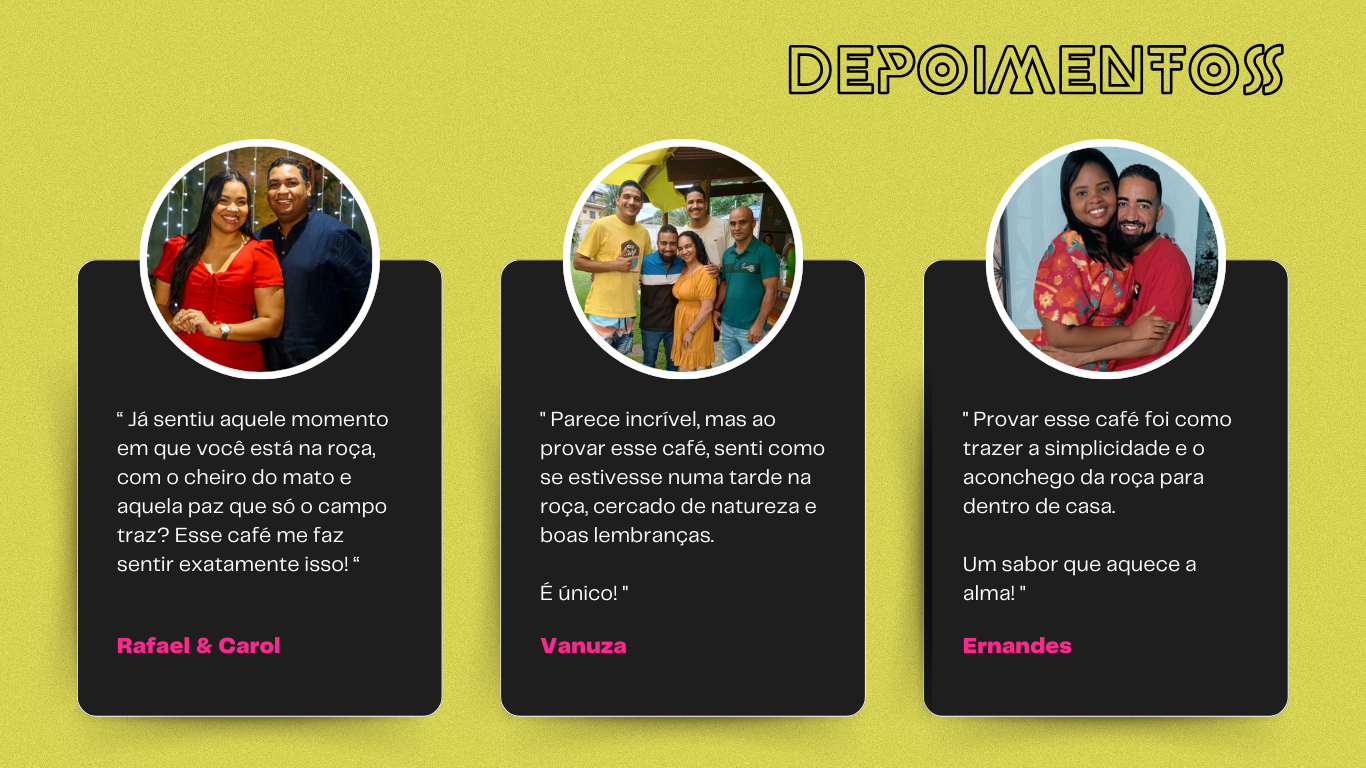 DEPOIMENTOSS
“ Já sentiu aquele momento
em que você está na roça,
com o cheiro do mato e
aquela paz que só o campo
traz? Esse café me faz
sentir exatamente isso! “
Rafael & Carol
" Parece incrível, mas ao
provar esse café, senti como
se estivesse numa tarde na
roça, cercado de natureza e
boas lembranças.
É único! "
Vanuza
" Provar esse café foi como
trazer a simplicidade e o
aconchego da roça para
dentro de casa.
Um sabor que aquece a
alma! "
Ernandes